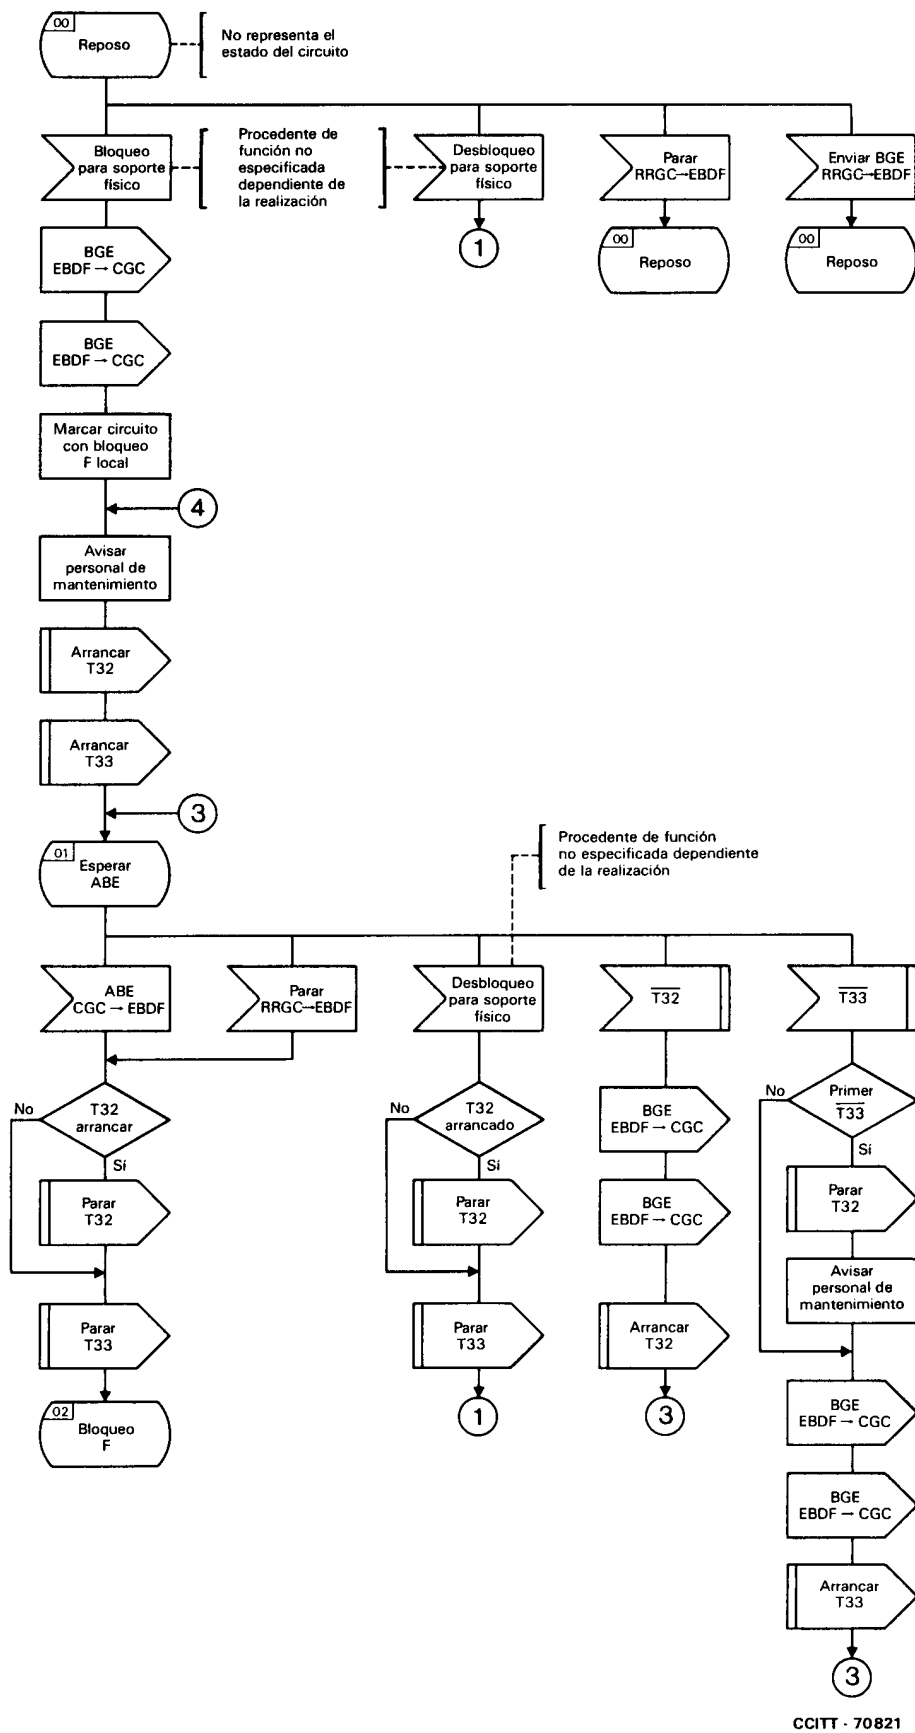 00
Reposo
No representa el
estado del circuito
Bloqueo
para soporte
físico
Procedente de
función no
especificada
dependiente de
la realización
Desbloqueo
para soporte
físico
Parar
RRGC→EBDF
Enviar BGE
RRGC→EBDF
1
00
Reposo
00
Reposo
BGE
EBDF → CGC
BGE
EBDF → CGC
Marcar circuito
con bloqueo
F local
4
Avisar
personal de
mantenimiento
Arrancar
T32
Arrancar
T33
3
01
Esperar
ABE
Procedente de función
no especificada dependiente
de la realización
ABE
CGC → EBDF
Parar
RRGC→EBDF
Desbloqueo
para soporte
físico
T32
T33
No
T32
arrancar
Sí
Parar
T32
Parar
T33
02
Bloqueo
F
No
T32
arrancado
Sí
Parar
T32
Parar
T33
1
BGE
EBDF → CGC
BGE
EBDF → CGC
Arrancar
T32
3
No
Primer
T33
Sí
Parar
T32
Avisar
personal de
mantenimiento
BGE
EBDF → CGC
BGE
EBDF → CGC
Arrancar
T33
3
CCITT - 70821